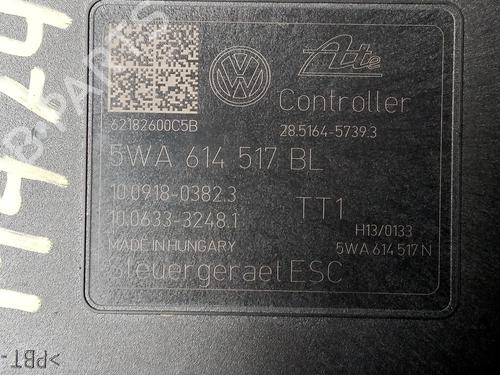 Ate
Controller
62182600C5B
28.5164-5739.3
5WA 614 517 BL
10.0918-0382.3
10.0633-3248.1
TT1
H13/0133
MADE IN HUNGARY
5WA 614 517 N
Steuergeraet ESC
>PBT-